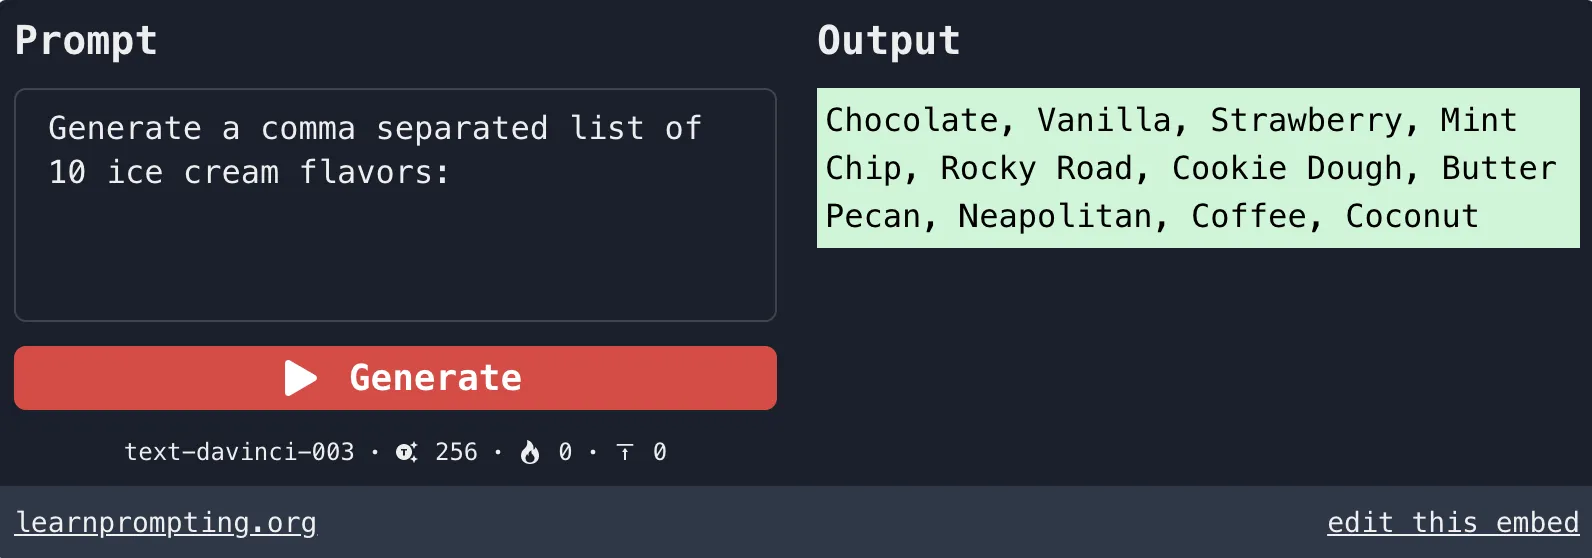 Prompt
Generate a comma separated list of
10 ice cream flavors:
Generate
text-davinci-003 · 256 · 0 · 0
Output
Chocolate, Vanilla, Strawberry, Mint
Chip, Rocky Road, Cookie Dough, Butter
Pecan, Neapolitan, Coffee, Coconut
learnprompting.org
edit this embed